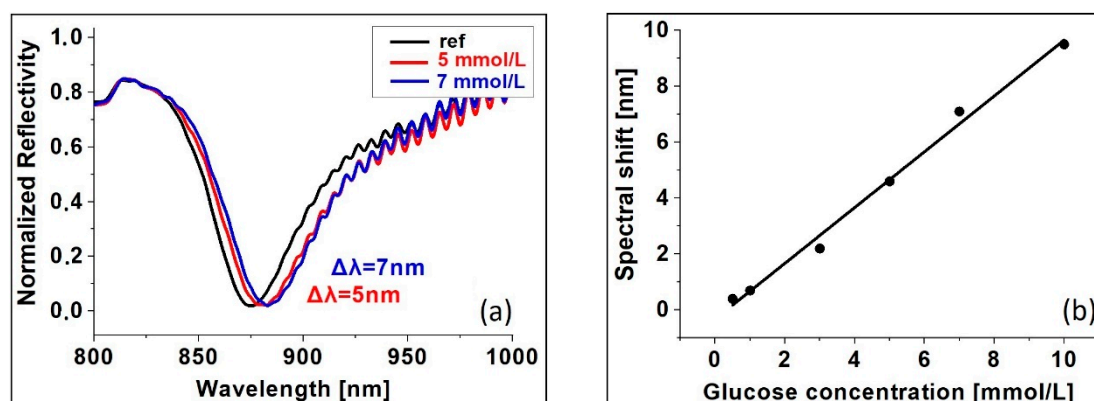 1.0
0.8
0.6
0.4
0.2
0.0
Normalized Reflectivity
ref
5 mmol/L
7 mmol/L
Δλ=7nm
Δλ=5nm
(a)
800 850 900 950 1000
Wavelength [nm]
10
8
6
4
2
0
Spectral shift [nm]
(b)
0 2 4 6 8 10
Glucose concentration [mmol/L]